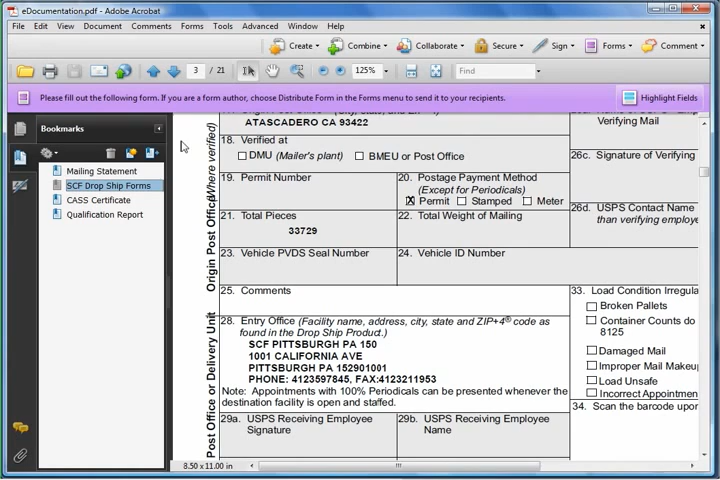 eDocumentation.pdf - Adobe Acrobat
File Edit View Document Comments Forms Tools Advanced Window Help
Create Combine Collaborate Secure Sign Forms Comment
3 / 21 125% Find
Please fill out the following form. If you are a form author, choose Distribute Form in the Forms menu to send it to your recipients.
Highlight Fields
Bookmarks
Mailing Statement
SCF Drop Ship Forms
CASS Certificate
Qualification Report
Origin Post Office (Where verified)
ATASCADERO CA 93422
18. Verified at
DMU (Mailer's plant) BMEU or Post Office
19. Permit Number
20. Postage Payment Method
(Except for Periodicals)
X Permit Stamped Meter
21. Total Pieces
33729
22. Total Weight of Mailing
23. Vehicle PVDS Seal Number
24. Vehicle ID Number
25. Comments
Verifying Mail
26c. Signature of Verifying
26d. USPS Contact Name
than verifying employe
Post Office or Delivery Unit
28. Entry Office (Facility name, address, city, state and ZIP+4® code as
found in the Drop Ship Product.)
SCF PITTSBURGH PA 150
1001 CALIFORNIA AVE
PITTSBURGH PA 152901001
PHONE: 4123597845, FAX:4123211953
Note: Appointments with 100% Periodicals can be presented whenever the
destination facility is open and staffed.
29a. USPS Receiving Employee
Signature
29b. USPS Receiving Employee
Name
33. Load Condition Irregula
Broken Pallets
Container Counts do
8125
Damaged Mail
Improper Mail Makeup
Load Unsafe
Incorrect Appointmen
34. Scan the barcode upon
8.50 x 11.00 in